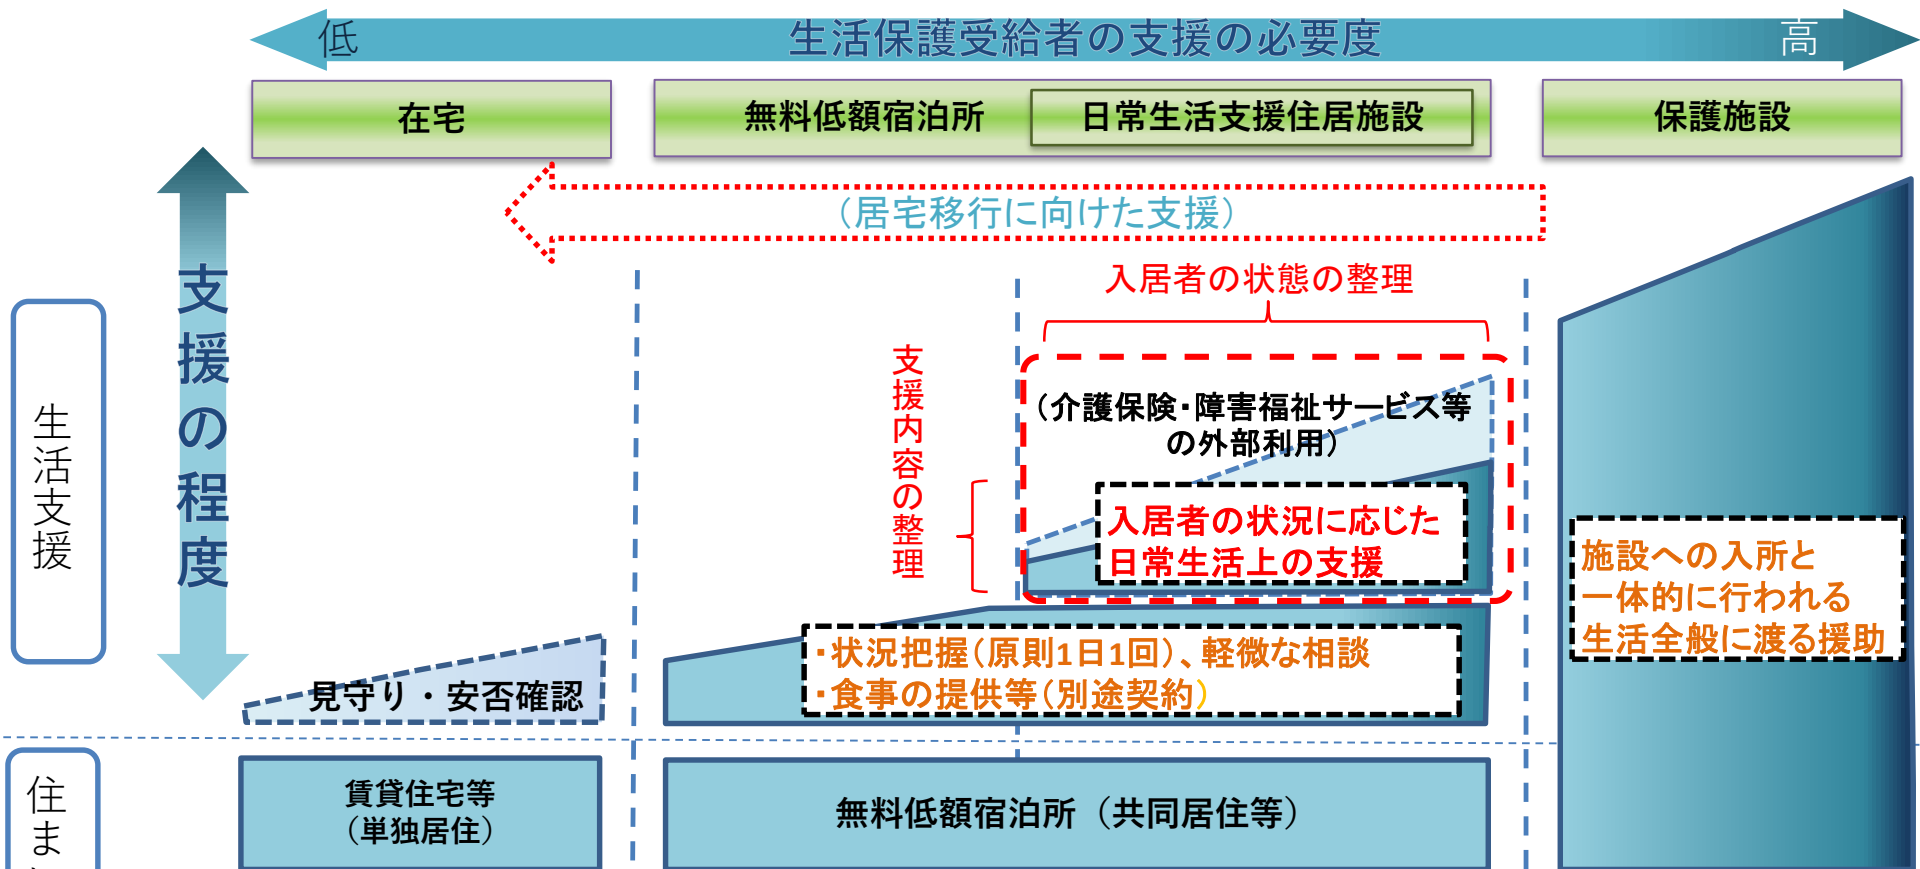 低
生活保護受給者の支援の必要度
高
在宅
無料低額宿泊所
日常生活支援住居施設
保護施設
（居宅移行に向けた支援）
支援の程度
生活支援
入居者の状態の整理
支援内容の整理
（介護保険・障害福祉サービス等
の外部利用）
入居者の状況に応じた
日常生活上の支援
施設への入所と
一体的に行われる
生活全般に渡る援助
・状況把握（原則1日1回）、軽微な相談
・食事の提供等（別途契約）
見守り・安否確認
住ま
賃貸住宅等
（単独居住）
無料低額宿泊所（共同居住等）